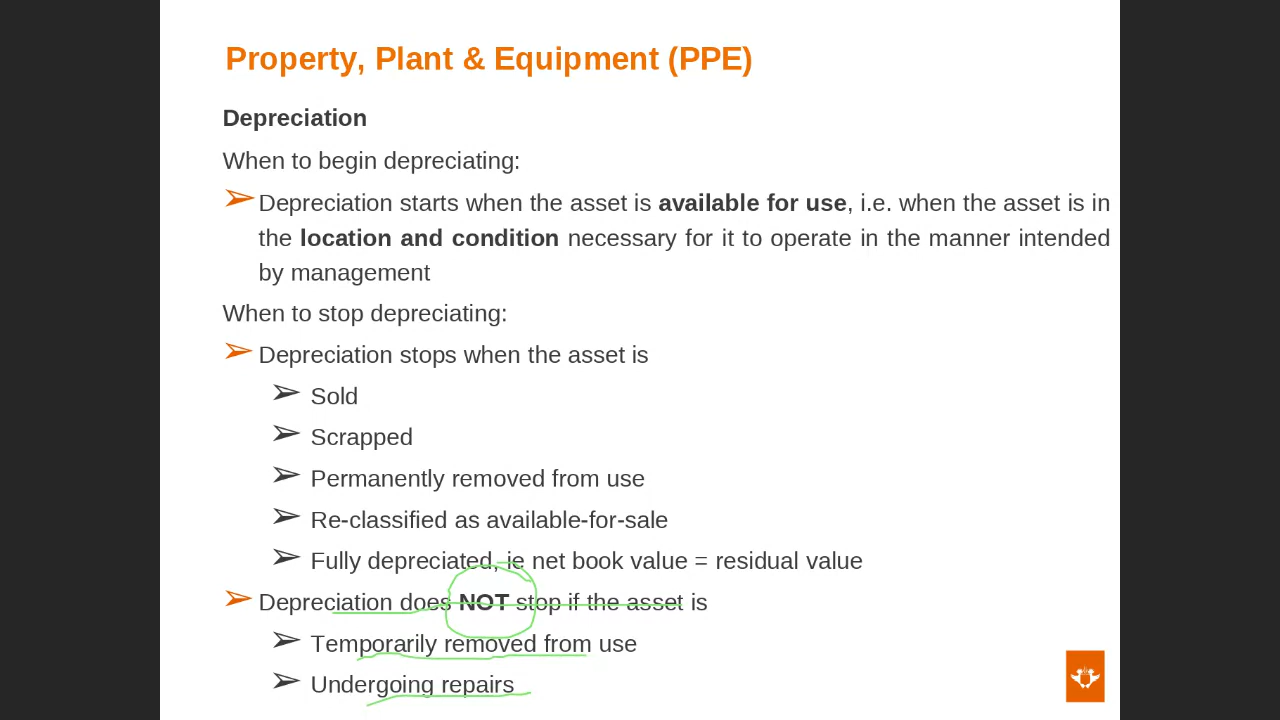 Property, Plant & Equipment (PPE)
Depreciation
When to begin depreciating:
➢ Depreciation starts when the asset is available for use, i.e. when the asset is in
the location and condition necessary for it to operate in the manner intended
by management
When to stop depreciating:
➢ Depreciation stops when the asset is
➢ Sold
➢ Scrapped
➢ Permanently removed from use
➢ Re-classified as available-for-sale
➢ Fully depreciated, ie net book value = residual value
➢ Depreciation does NOT stop if the asset is
➢ Temporarily removed from use
➢ Undergoing repairs